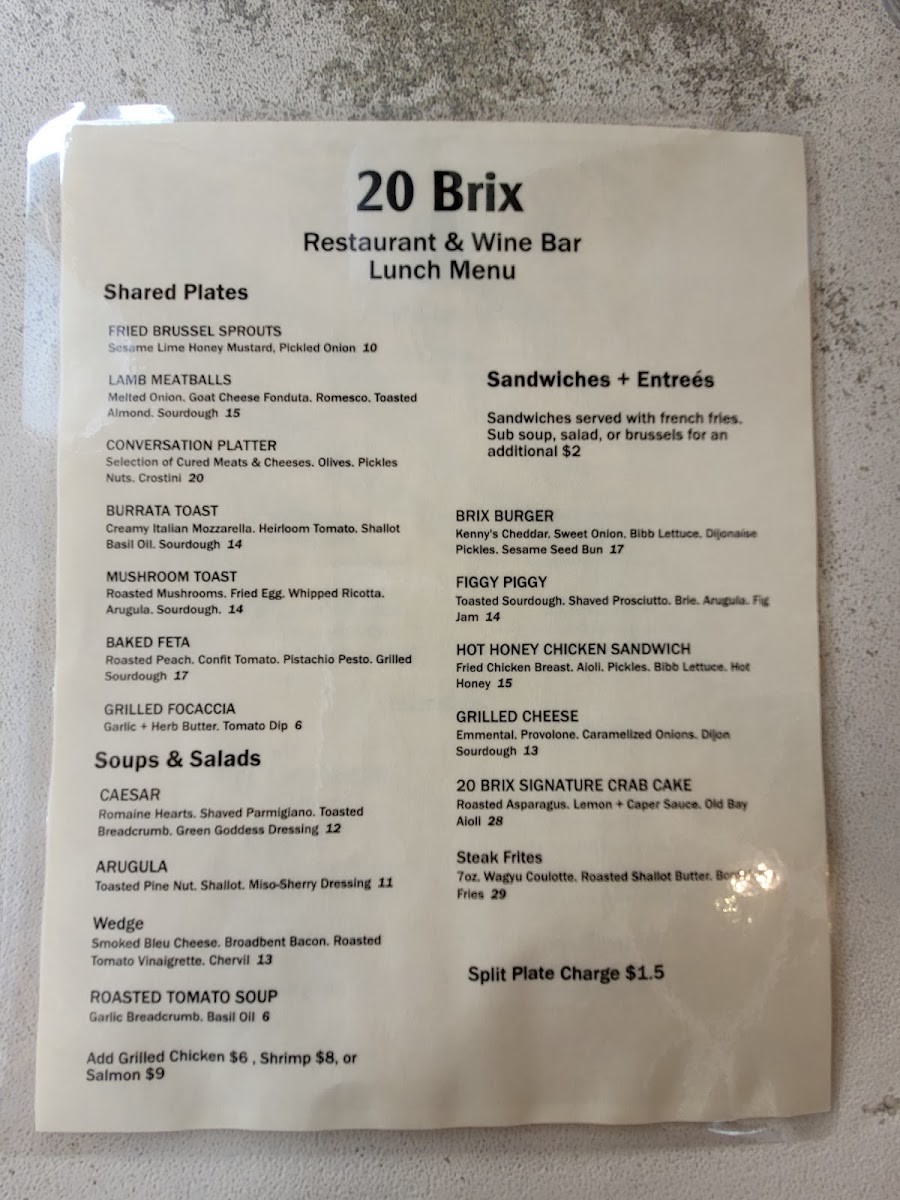 20 Brix
Restaurant & Wine Bar
Lunch Menu
Shared Plates
FRIED BRUSSEL SPROUTS
Sesame Lime Honey Mustard, Pickled Onion 10
LAMB MEATBALLS
Melted Onion. Goat Cheese Fonduta. Romesco. Toasted
Almond. Sourdough 15
CONVERSATION PLATTER
Selection of Cured Meats & Cheeses. Olives. Pickles
Nuts. Crostini 20
BURRATA TOAST
Creamy Italian Mozzarella. Heirloom Tomato. Shallot
Basil Oil. Sourdough 14
MUSHROOM TOAST
Roasted Mushrooms. Fried Egg. Whipped Ricotta.
Arugula. Sourdough. 14
BAKED FETA
Roasted Peach. Confit Tomato. Pistachio Pesto. Grilled
Sourdough 17
GRILLED FOCACCIA
Garlic + Herb Butter. Tomato Dip 6
Soups & Salads
CAESAR
Romaine Hearts. Shaved Parmigiano. Toasted
Breadcrumb. Green Goddess Dressing 12
ARUGULA
Toasted Pine Nut. Shallot. Miso-Sherry Dressing 11
Wedge
Smoked Bleu Cheese. Broadbent Bacon. Roasted
Tomato Vinaigrette. Chervil 13
ROASTED TOMATO SOUP
Garlic Breadcrumb. Basil Oil 6
Add Grilled Chicken $6 , Shrimp $8, or
Salmon $9
Sandwiches + Entreés
Sandwiches served with french fries.
Sub soup, salad, or brussels for an
additional $2
BRIX BURGER
Kenny's Cheddar. Sweet Onion. Bibb Lettuce. Dijonaise
Pickles. Sesame Seed Bun 17
FIGGY PIGGY
Toasted Sourdough. Shaved Prosciutto. Brie. Arugula. Fig
Jam 14
HOT HONEY CHICKEN SANDWICH
Fried Chicken Breast. Aioli. Pickles. Bibb Lettuce. Hot
Honey 15
GRILLED CHEESE
Emmental. Provolone. Caramelized Onions. Dijon
Sourdough 13
20 BRIX SIGNATURE CRAB CAKE
Roasted Asparagus. Lemon + Caper Sauce. Old Bay
Aioli 28
Steak Frites
7oz. Wagyu Coulotte. Roasted Shallot Butter.
Fries 29
Split Plate Charge $1.5